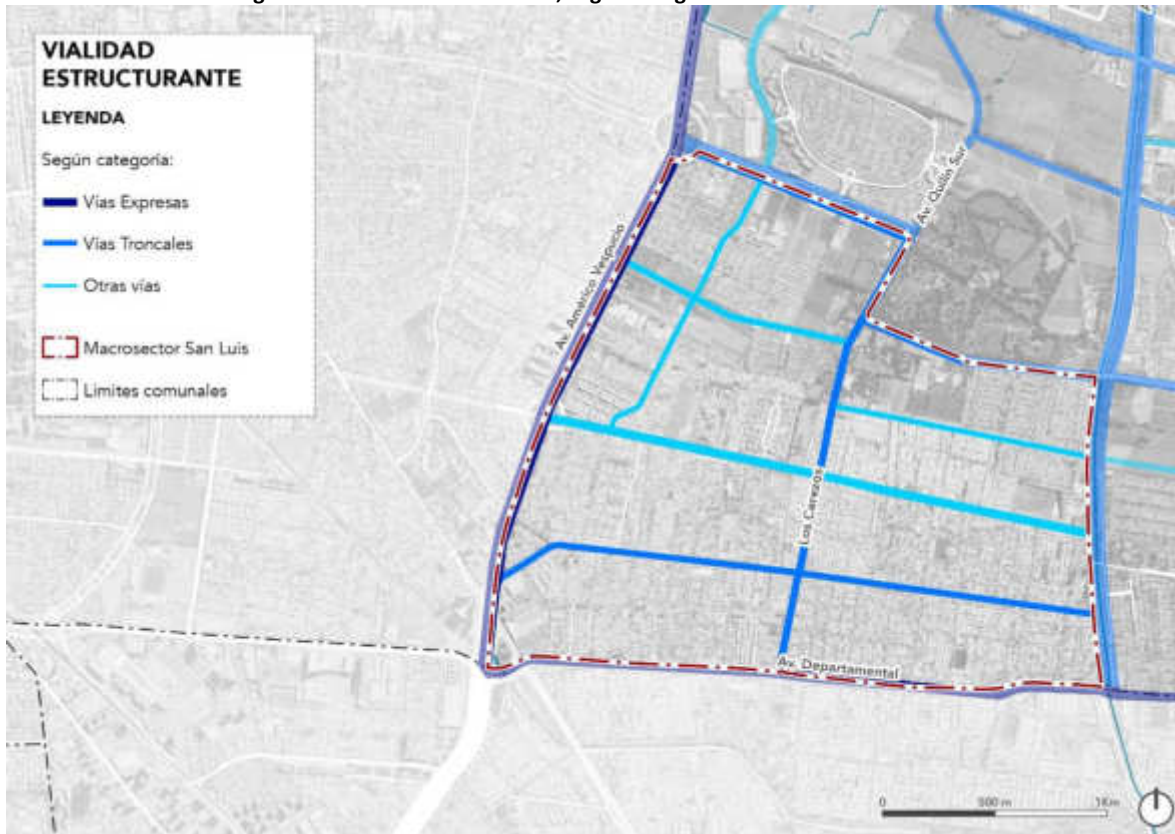 VIALIDAD
ESTRUCTURANTE
LEYENDA
Según categoría:
Vías Expresas
Vías Troncales
Otras vías
Macrosector San Luis
Limites comunales
Av. Quilín Sur
Av. Américo Vespucio
Los Cerezos
Av. Departamental
0 500 m 1Km